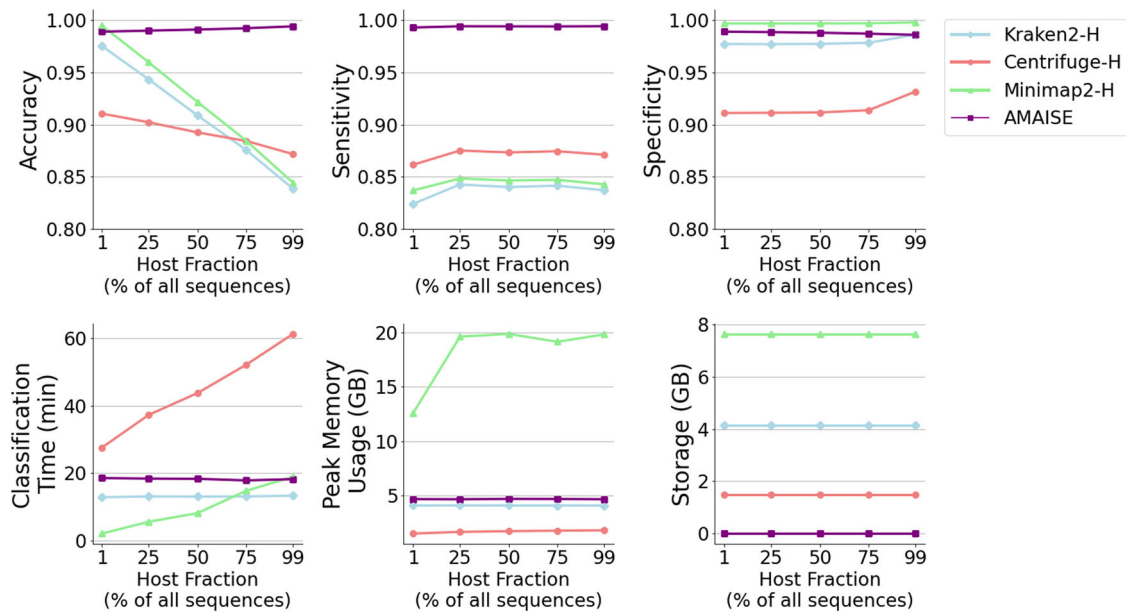 1.00
0.95
0.90
0.85
0.80
Accuracy
1 25 50 75 99
Host Fraction
(% of all sequences)
1.00
0.95
0.90
0.85
0.80
Sensitivity
1 25 50 75 99
Host Fraction
(% of all sequences)
1.00
0.95
0.90
0.85
0.80
Specificity
1 25 50 75 99
Host Fraction
(% of all sequences)
Kraken2-H
Centrifuge-H
Minimap2-H
AMAISE
60
40
20
0
Classification
Time (min)
1 25 50 75 99
Host Fraction
(% of all sequences)
20
15
10
5
Peak Memory
Usage (GB)
1 25 50 75 99
Host Fraction
(% of all sequences)
8
6
4
2
0
Storage (GB)
1 25 50 75 99
Host Fraction
(% of all sequences)